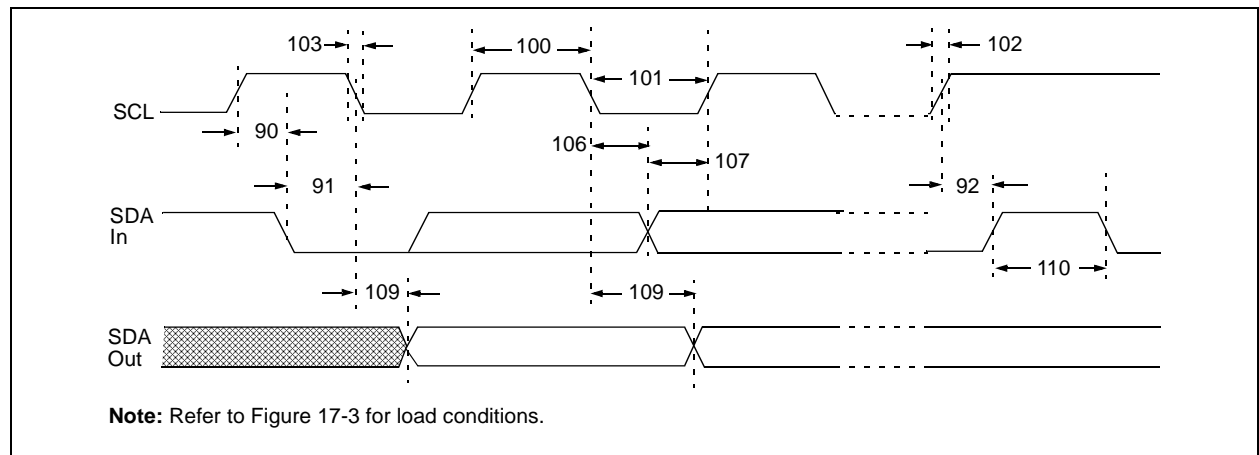 103
100
102
101
SCL
90
106
107
91
92
SDA
In
109
109
110
SDA
Out
Note: Refer to Figure 17-3 for load conditions.